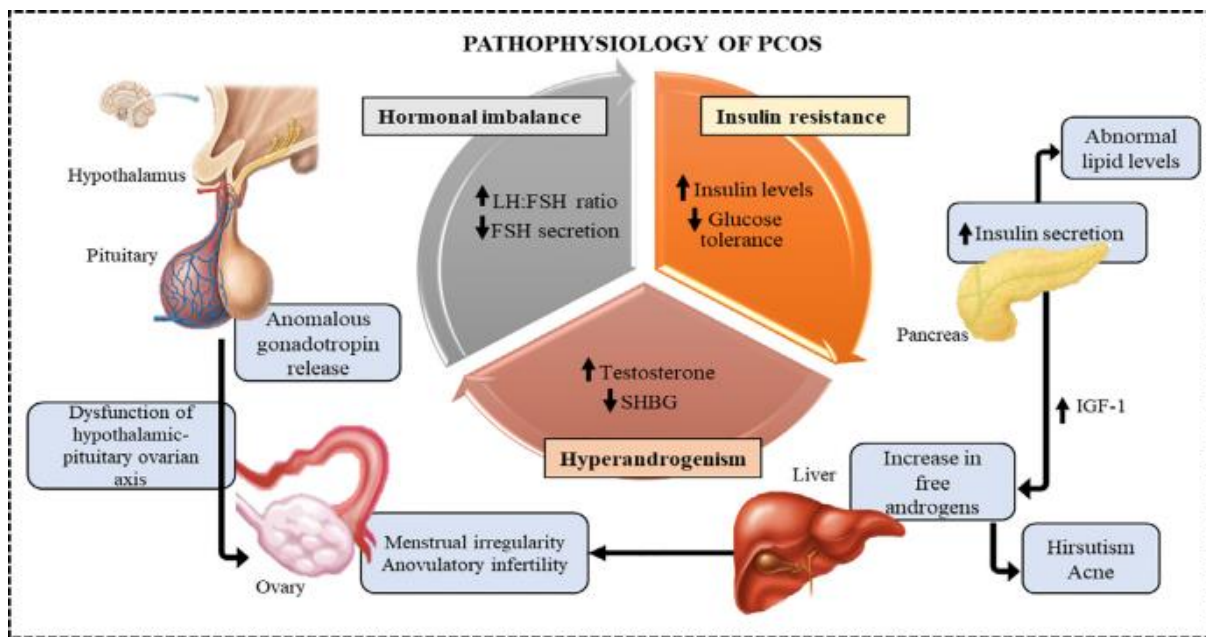 PATHOPHYSIOLOGY OF PCOS
Hormonal imbalance
↑ LH:FSH ratio
↓FSH secretion
Insulin resistance
↑ Insulin levels
↓ Glucose
tolerance
↑ Testosterone
↓ SHBG
Hyperandrogenism
Hypothalamus
Pituitary
Anomalous
gonadotropin
release
Dysfunction of
hypothalamic-
pituitary ovarian
axis
Ovary
Menstrual irregularity
Anovulatory infertility
Abnormal
lipid levels
↑Insulin secretion
Pancreas
↑ IGF-1
Liver
Increase in
free
androgens
Hirsutism
Acne